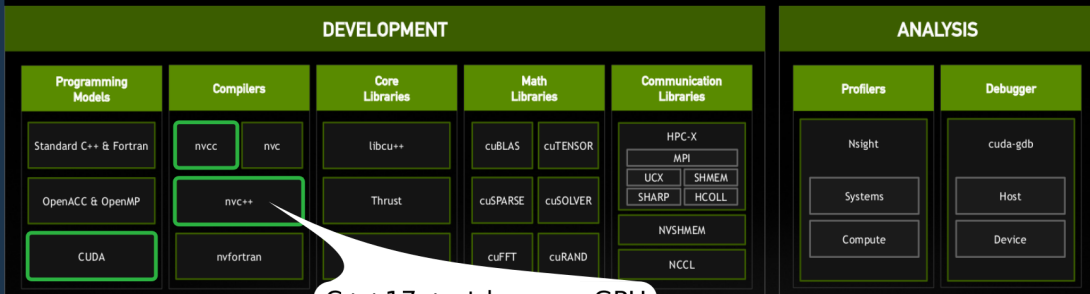 DEVELOPMENT
ANALYSIS
Programming
Models
Compilers
Core
Libraries
Math
Libraries
Communication
Libraries
Profilers
Debugger
Standard C++ & Fortran
OpenACC & OpenMP
CUDA
nvcc
nvc
nvc++
nvfortran
libcu++
Thrust
cuBLAS
cuTENSOR
cuSPARSE
cuSOLVER
cuFFT
cuRAND
HPC-X
MPI
UCX
SHMEM
SHARP
HCOLL
NVSHMEM
NCCL
Nsight
Systems
Compute
cuda-gdb
Host
Device